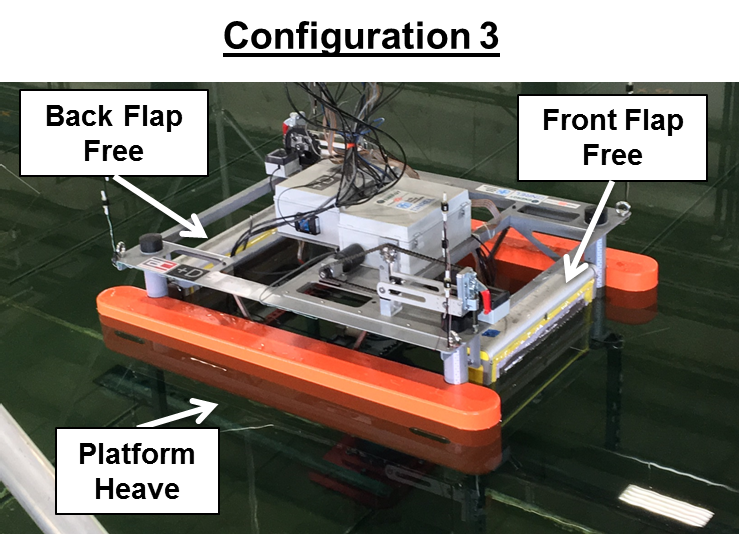 Configuration 3
Back Flap
Free
Front Flap
Free
+D
Platform
Heave